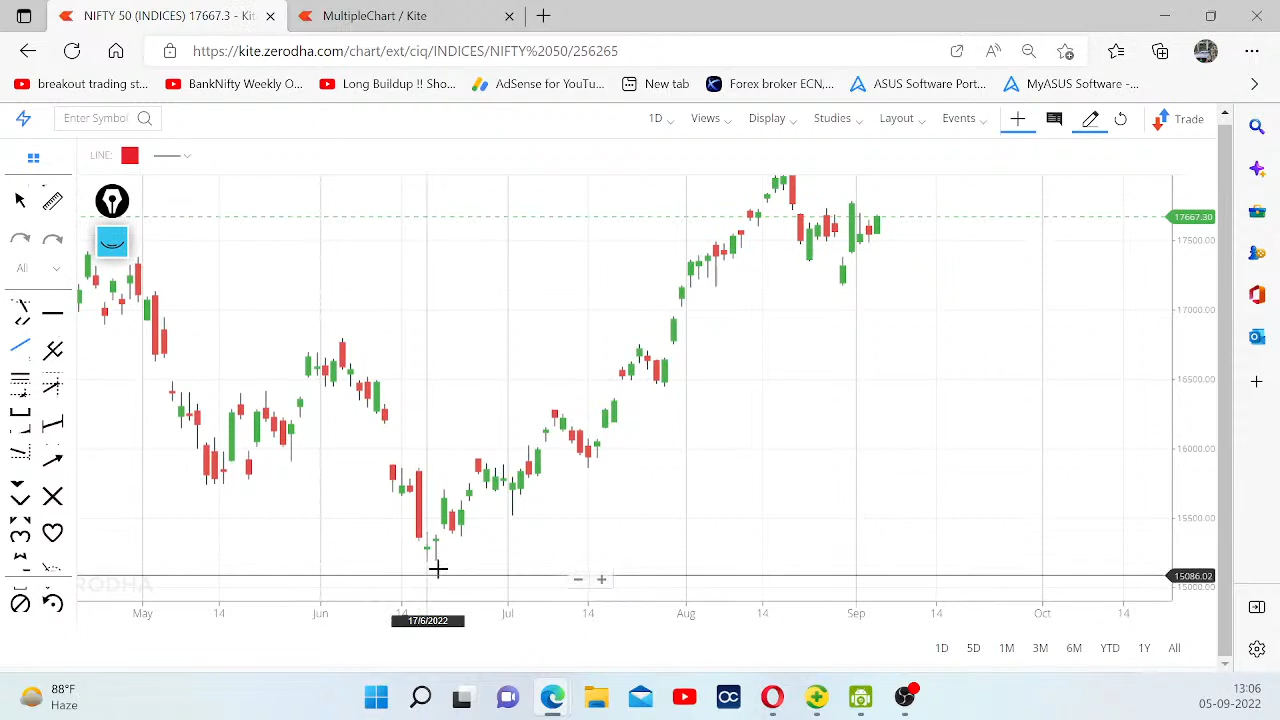 NIFTY 50 (INDICES) 17667.3 - Kit
MultipleChart / Kite
https://kite.zerodha.com/chart/ext/ciq/INDICES/NIFTY%2050/256265
breakout trading st...
BankNifty Weekly O...
Long Buildup !! Sho...
AdSense for YouTu...
New tab
Forex broker ECN,...
ASUS Software Port...
MyASUS Software -...
Enter Symbol
1D
Views
Display
Studies
Layout
Events
Trade
LINE:
All
17667.30
17500.00
17000.00
16500.00
16000.00
15500.00
15086.02
15000.00
RODHA
May
14
Jun
14
Jul
14
Aug
14
Sep
14
Oct
14
17/6/2022
1D
5D
1M
3M
6M
YTD
1Y
All
88°F
Haze
13:06
05-09-2022